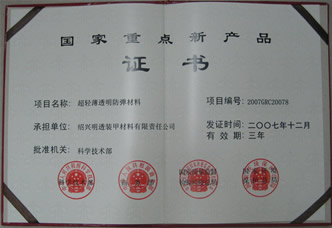 国家重点新产品
证书
项目名称：超轻薄透明防弹材料
项目编号：2007GRC20078
承担单位：绍兴明透装甲材料有限责任公司
发证时间：二〇〇七年十二月
有效期：三年
批准机关：科学技术部